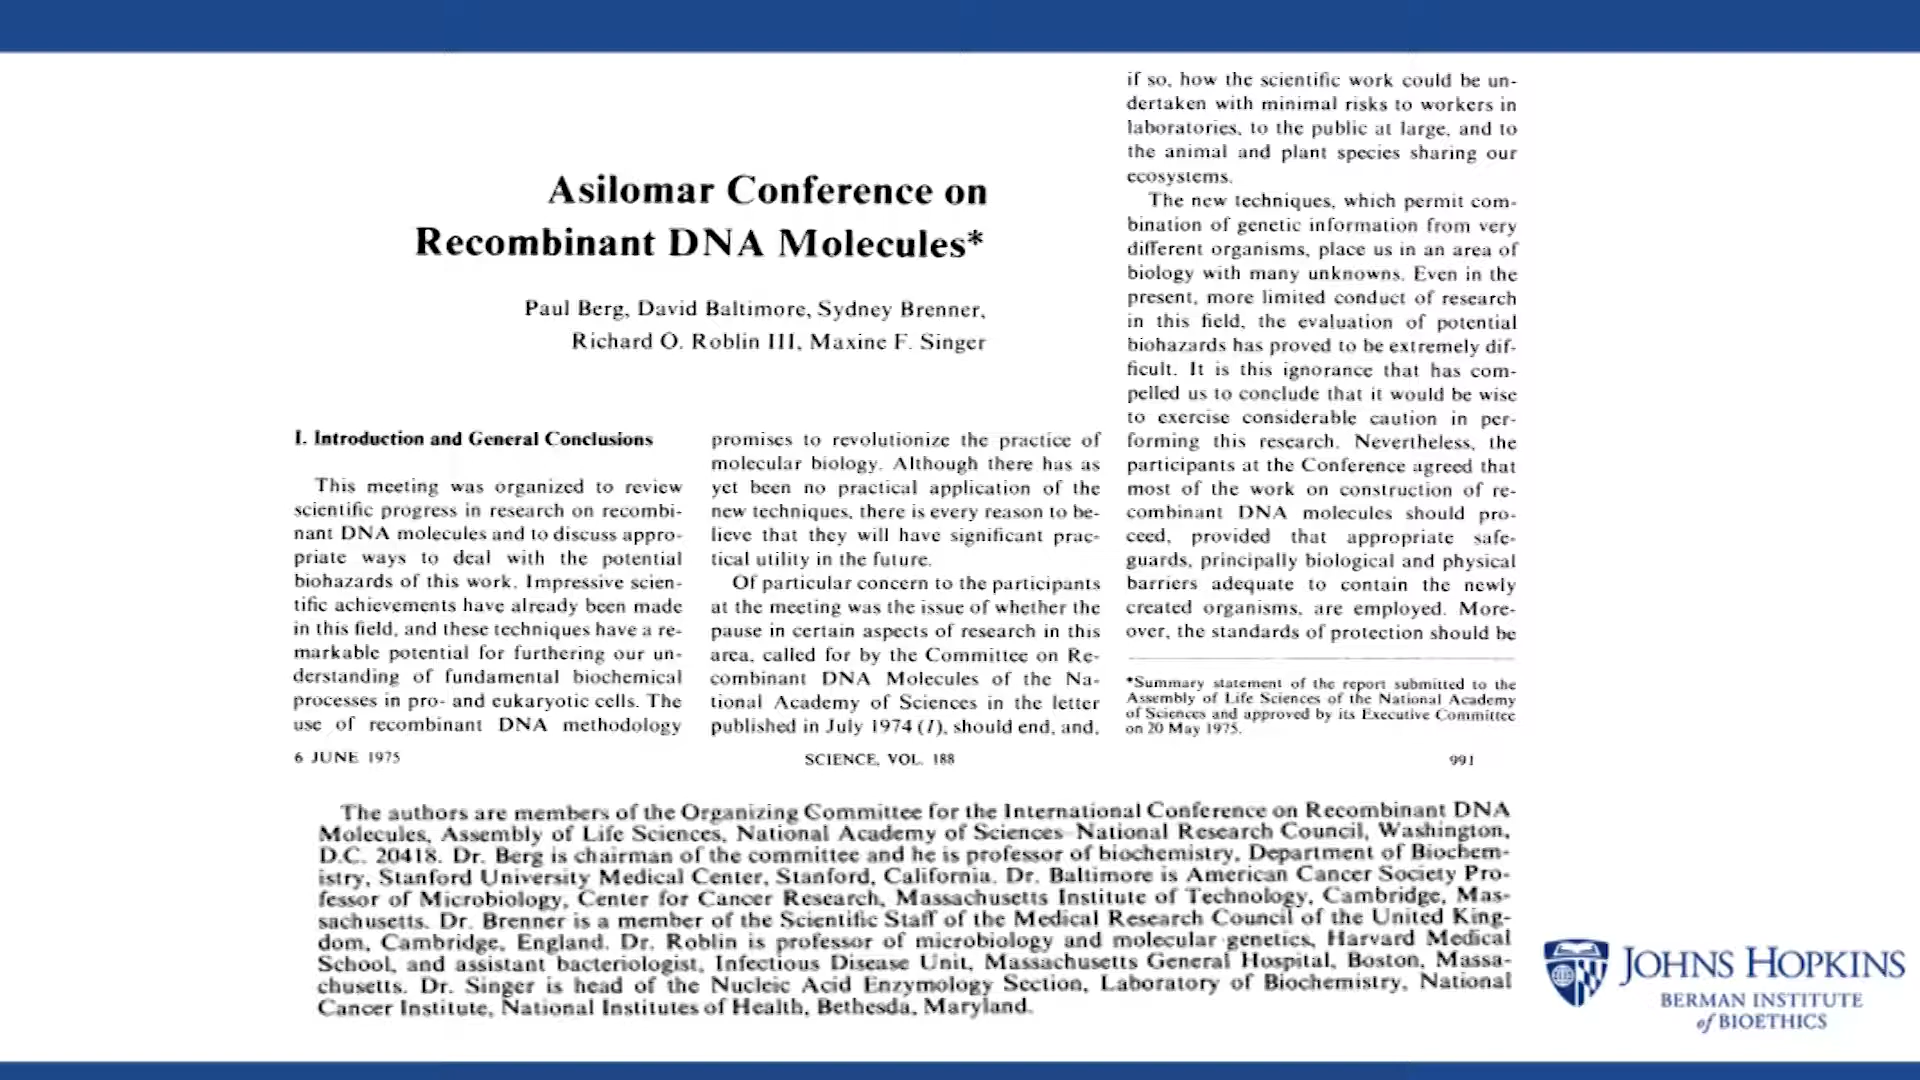 Asilomar Conference on
Recombinant DNA Molecules*
Paul Berg, David Baltimore, Sydney Brenner,
Richard O. Roblin III, Maxine F. Singer
I. Introduction and General Conclusions
This meeting was organized to review
scientific progress in research on recombi-
nant DNA molecules and to discuss appro-
priate ways to deal with the potential
biohazards of this work. Impressive scien-
tific achievements have already been made
in this field, and these techniques have a re-
markable potential for furthering our un-
derstanding of fundamental biochemical
processes in pro- and eukaryotic cells. The
use of recombinant DNA methodology
promises to revolutionize the practice of
molecular biology. Although there has as
yet been no practical application of the
new techniques, there is every reason to be-
lieve that they will have significant prac-
tical utility in the future.
Of particular concern to the participants
at the meeting was the issue of whether the
pause in certain aspects of research in this
area, called for by the Committee on Re-
combinant DNA Molecules of the Na-
tional Academy of Sciences in the letter
published in July 1974 (1), should end, and,
if so, how the scientific work could be un-
dertaken with minimal risks to workers in
laboratories, to the public at large, and to
the animal and plant species sharing our
ecosystems.
The new techniques, which permit com-
bination of genetic information from very
different organisms, place us in an area of
biology with many unknowns. Even in the
present, more limited conduct of research
in this field, the evaluation of potential
biohazards has proved to be extremely dif-
ficult. It is this ignorance that has com-
pelled us to conclude that it would be wise
to exercise considerable caution in per-
forming this research. Nevertheless, the
participants at the Conference agreed that
most of the work on construction of re-
combinant DNA molecules should pro-
ceed, provided that appropriate safe-
guards, principally biological and physical
barriers adequate to contain the newly
created organisms, are employed. More-
over, the standards of protection should be
*Summary statement of the report submitted to the
Assembly of Life Sciences of the National Academy
of Sciences and approved by its Executive Committee
on 20 May 1975.
6 JUNE 1975
SCIENCE, VOL. 188
991
The authors are members of the Organizing Committee for the International Conference on Recombinant DNA
Molecules, Assembly of Life Sciences, National Academy of Sciences National Research Council, Washington,
D.C. 20418. Dr. Berg is chairman of the committee and he is professor of biochemistry, Department of Biochem-
istry, Stanford University Medical Center, Stanford, California. Dr. Baltimore is American Cancer Society Pro-
fessor of Microbiology, Center for Cancer Research, Massachusetts Institute of Technology, Cambridge, Mas-
sachusetts. Dr. Brenner is a member of the Scientific Staff of the Medical Research Council of the United King-
dom, Cambridge, England. Dr. Roblin is professor of microbiology and molecular genetics, Harvard Medical
School, and assistant bacteriologist, Infectious Disease Unit, Massachusetts General Hospital, Boston, Massa-
chusetts. Dr. Singer is head of the Nucleic Acid Enzymology Section, Laboratory of Biochemistry, National
Cancer Institute, National Institutes of Health, Bethesda, Maryland.
JOHNS HOPKINS
BERMAN INSTITUTE
of BIOETHICS